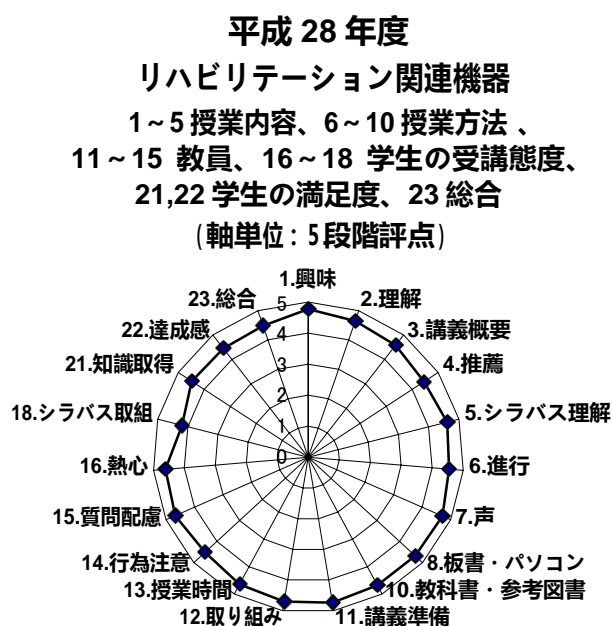 平成 28 年度
リハビリテーション関連機器
1～5 授業内容、6～10 授業方法 、
11～15 教員、16～18 学生の受講態度、
21,22 学生の満足度、23 総合
(軸単位：5段階評点)
1.興味
2.理解
3.講義概要
4.推薦
5.シラバス理解
6.進行
7.声
8.板書・パソコン
10.教科書・参考図書
11.講義準備
12.取り組み
13.授業時間
14.行為注意
15.質問配慮
16.熱心
18.シラバス取組
21.知識取得
22.達成感
23.総合
5
4
3
2
1
0